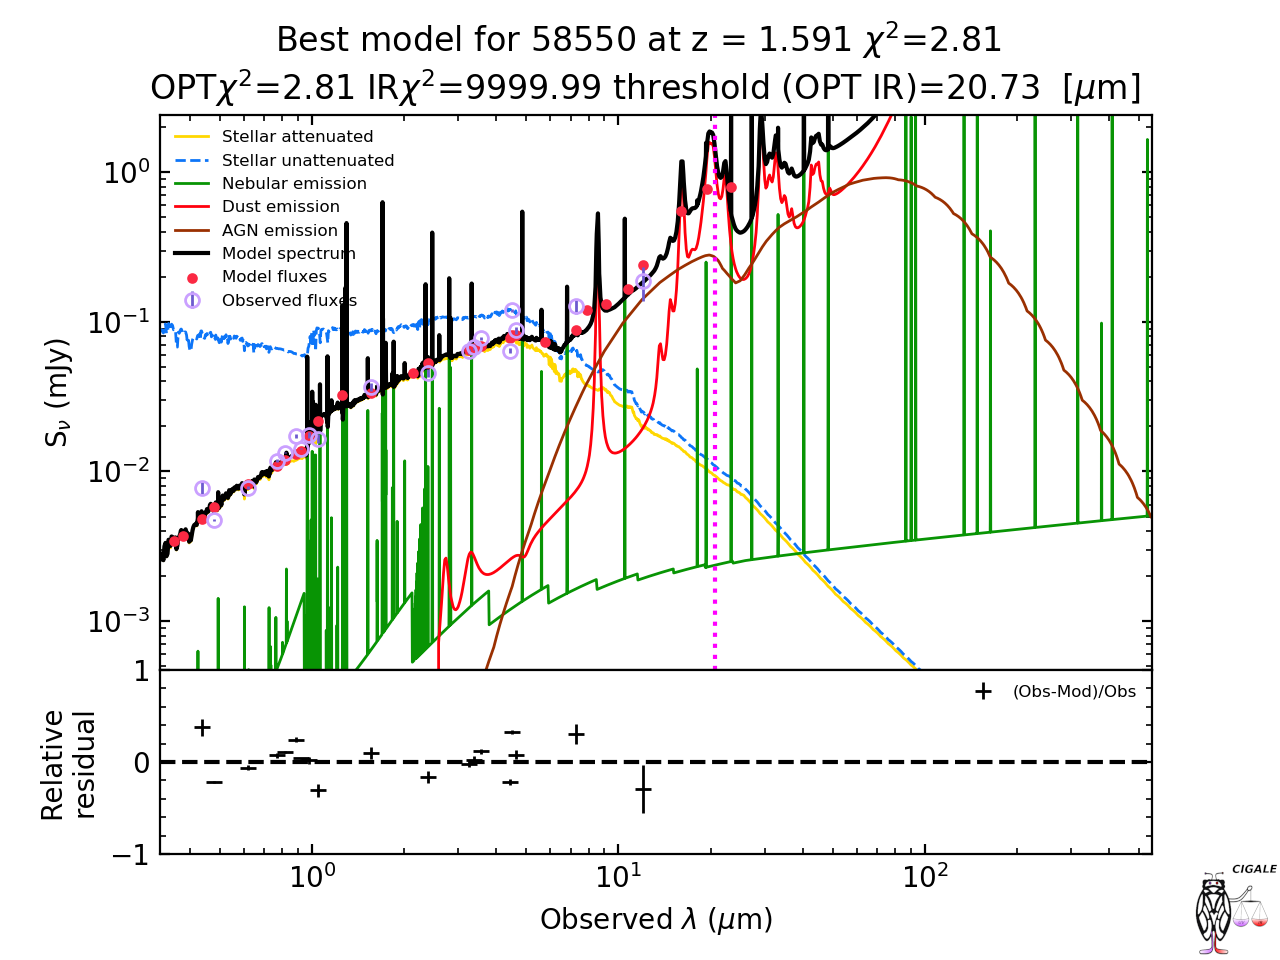 Best model for 58550 at z = 1.591 χ²=2.81
OPTχ²=2.81 IRχ²=9999.99 threshold (OPT IR)=20.73 [μm]
Stellar attenuated
Stellar unattenuated
Nebular emission
Dust emission
AGN emission
Model spectrum
Model fluxes
Observed fluxes
10⁰
10⁻¹
10⁻²
10⁻³
S_ν (mJy)
(Obs-Mod)/Obs
1
0
−1
Relative
residual
10⁰ 10¹ 10²
Observed λ (μm)
CIGALE